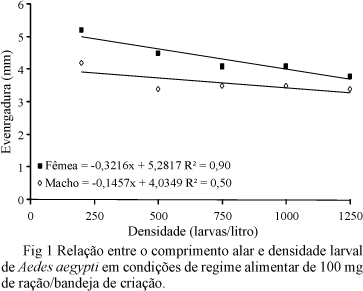 6
5
4
3
2
1
0
Evenrgadura (mm)
Fêmea = -0,3216x + 5,2817 R² = 0,90
Macho = -0,1457x + 4,0349 R² = 0,50
0 250 500 750 1000 1250
Densidade (larvas/litro)
Fig 1 Relação entre o comprimento alar e densidade larval
de Aedes aegypti em condições de regime alimentar de 100 mg
de ração/bandeja de criação.